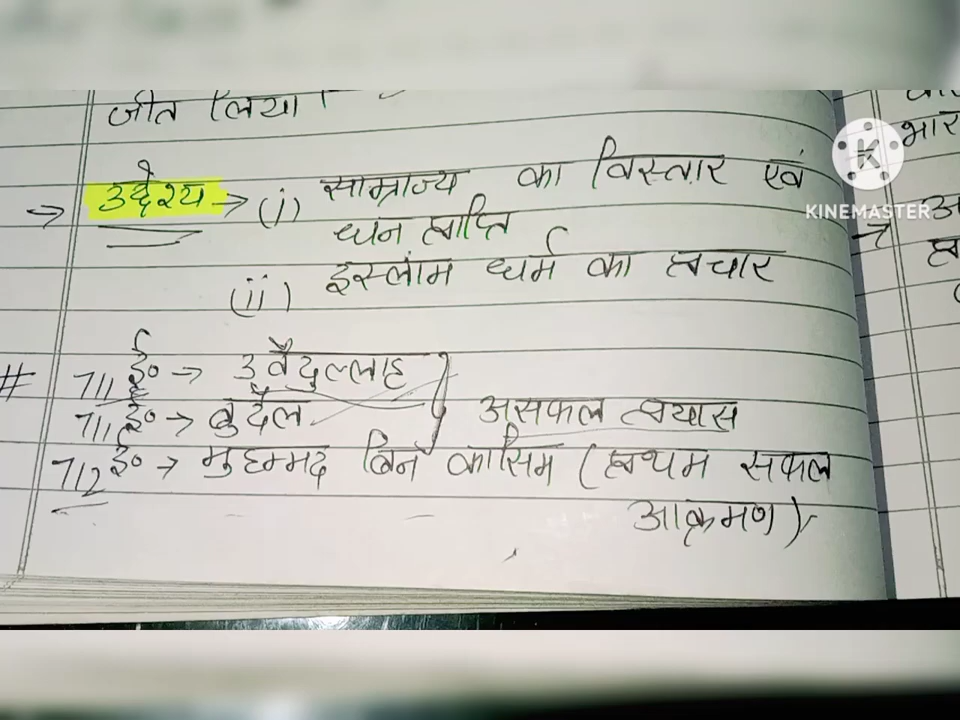 जीत लिया।
→ उद्देश्य → (i) साम्राज्य का विस्तार एवं
धन प्राप्ति
(ii) इस्लाम धर्म का प्रचार
# 711 ई० → उवैदुल्लाह
711 ई० → बुदैल असफल प्रयास
712 ई० → मुहम्मद बिन कासिम (प्रथम सफल
आक्रमण)
भार
KINEMASTER